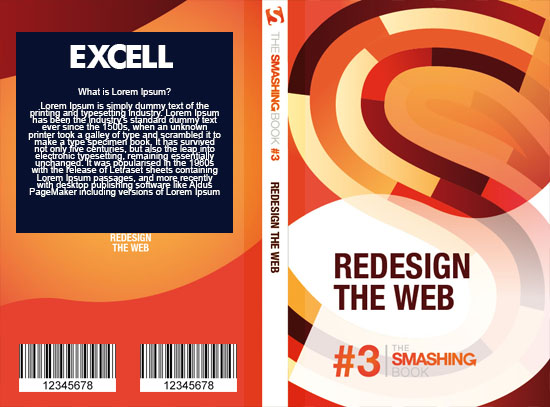 EXCELL
What is Lorem Ipsum?
Lorem Ipsum is simply dummy text of the
printing and typesetting industry. Lorem Ipsum
has been the industry's standard dummy text
ever since the 1500s, when an unknown
printer took a galley of type and scrambled it to
make a type specimen book. It has survived
not only five centuries, but also the leap into
electronic typesetting, remaining essentially
unchanged. It was popularised in the 1960s
with the release of Letraset sheets containing
Lorem Ipsum passages, and more recently
with desktop publishing software like Aldus
PageMaker including versions of Lorem Ipsum
REDESIGN
THE WEB
12345678
12345678
THE SMASHING BOOK #3
REDESIGN THE WEB
REDESIGN
THE WEB
#3
THE
SMASHING
BOOK